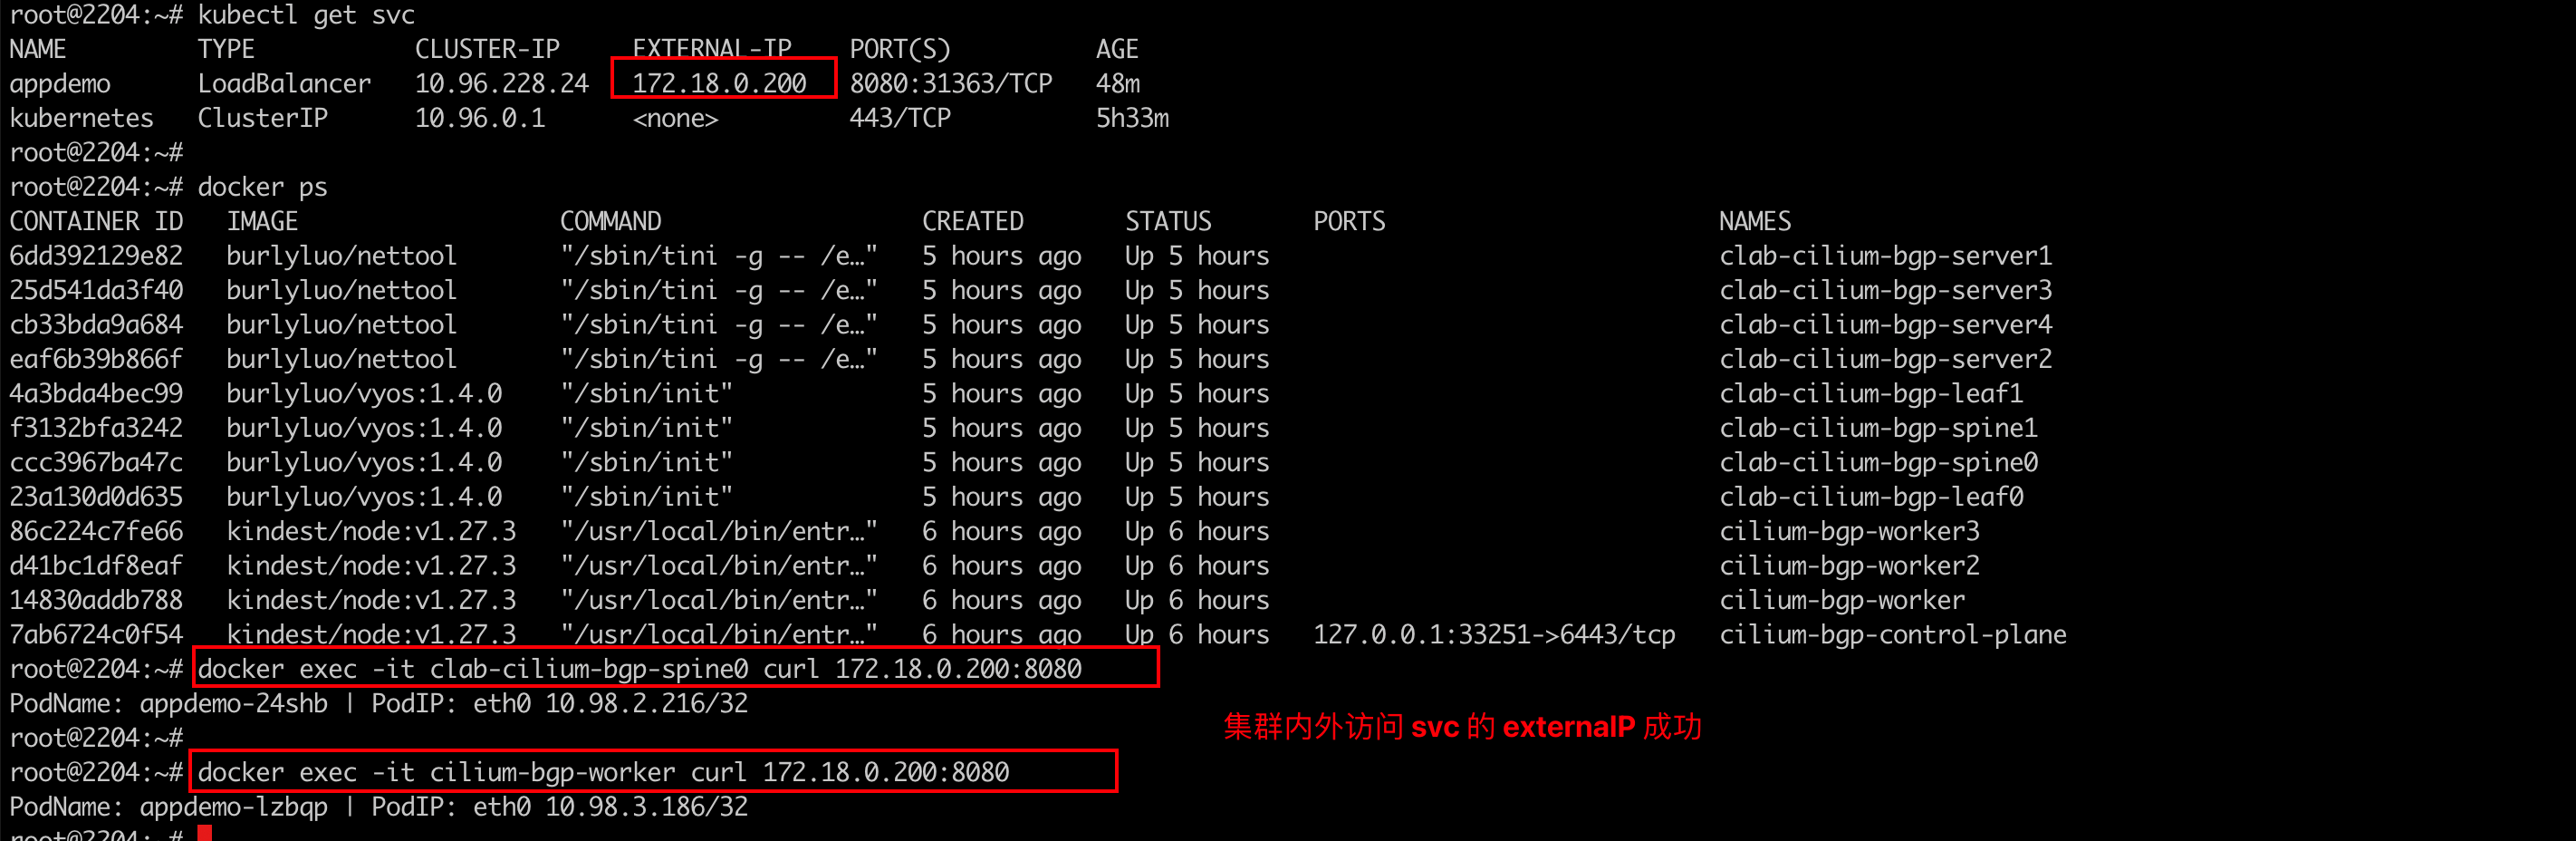 root@2204:~# kubectl get svc
NAME TYPE CLUSTER-IP EXTERNAL-IP PORT(S) AGE
appdemo LoadBalancer 10.96.228.24 172.18.0.200 8080:31363/TCP 48m
kubernetes ClusterIP 10.96.0.1 <none> 443/TCP 5h33m
root@2204:~#
root@2204:~# docker ps
CONTAINER ID IMAGE COMMAND CREATED STATUS PORTS NAMES
6dd392129e82 burlyluo/nettool "/sbin/tini -g -- /e…" 5 hours ago Up 5 hours clab-cilium-bgp-server1
25d541da3f40 burlyluo/nettool "/sbin/tini -g -- /e…" 5 hours ago Up 5 hours clab-cilium-bgp-server3
cb33bda9a684 burlyluo/nettool "/sbin/tini -g -- /e…" 5 hours ago Up 5 hours clab-cilium-bgp-server4
eaf6b39b866f burlyluo/nettool "/sbin/tini -g -- /e…" 5 hours ago Up 5 hours clab-cilium-bgp-server2
4a3bda4bec99 burlyluo/vyos:1.4.0 "/sbin/init" 5 hours ago Up 5 hours clab-cilium-bgp-leaf1
f3132bfa3242 burlyluo/vyos:1.4.0 "/sbin/init" 5 hours ago Up 5 hours clab-cilium-bgp-spine1
ccc3967ba47c burlyluo/vyos:1.4.0 "/sbin/init" 5 hours ago Up 5 hours clab-cilium-bgp-spine0
23a130d0d635 burlyluo/vyos:1.4.0 "/sbin/init" 5 hours ago Up 5 hours clab-cilium-bgp-leaf0
86c224c7fe66 kindest/node:v1.27.3 "/usr/local/bin/entr…" 6 hours ago Up 6 hours cilium-bgp-worker3
d41bc1df8eaf kindest/node:v1.27.3 "/usr/local/bin/entr…" 6 hours ago Up 6 hours cilium-bgp-worker2
14830addb788 kindest/node:v1.27.3 "/usr/local/bin/entr…" 6 hours ago Up 6 hours cilium-bgp-worker
7ab6724c0f54 kindest/node:v1.27.3 "/usr/local/bin/entr…" 6 hours ago Up 6 hours 127.0.0.1:33251->6443/tcp cilium-bgp-control-plane
root@2204:~# docker exec -it clab-cilium-bgp-spine0 curl 172.18.0.200:8080
PodName: appdemo-24shb | PodIP: eth0 10.98.2.216/32
集群内外访问 svc 的 externalP 成功
root@2204:~#
root@2204:~# docker exec -it cilium-bgp-worker curl 172.18.0.200:8080
PodName: appdemo-lzbqp | PodIP: eth0 10.98.3.186/32
root@2204:~#